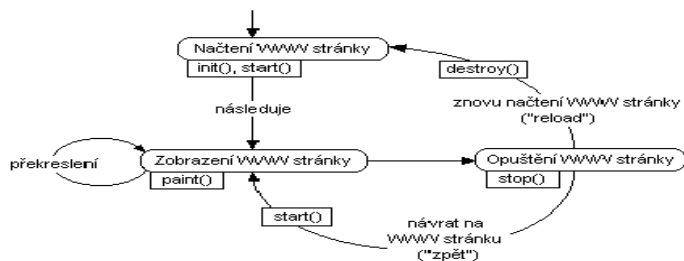 Načtení WWW stránky
init(), start()
destroy()
následuje
znovu načtení WWW stránky
("reload")
překreslení
Zobrazení WWW stránky
paint()
Opuštění WWW stránky
stop()
start()
návrat na
WWW stránku
("zpět")